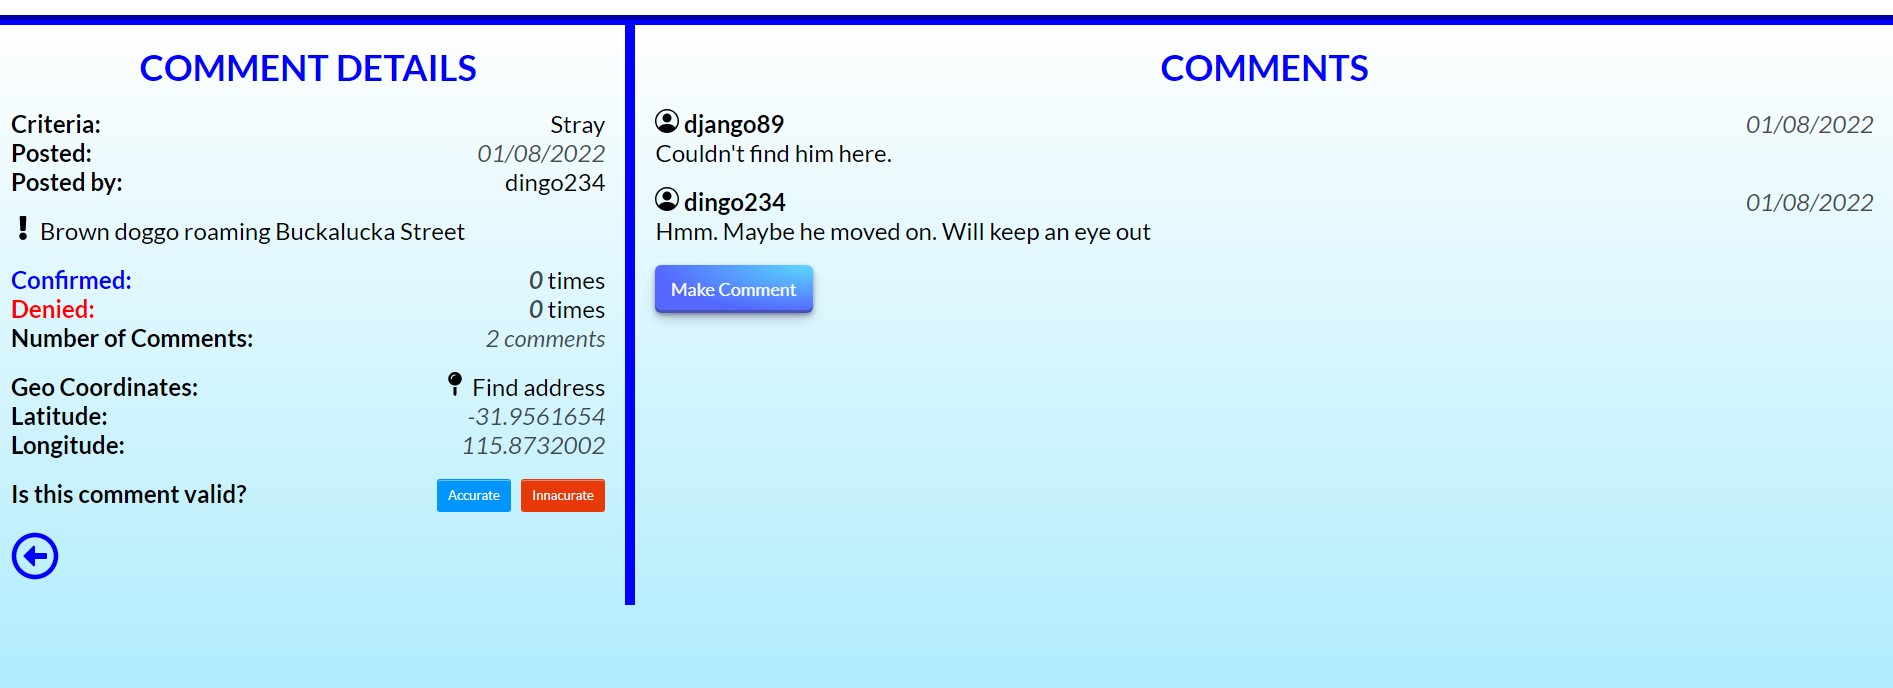 COMMENT DETAILS
Criteria: Stray
Posted: 01/08/2022
Posted by: dingo234
Brown doggo roaming Buckalucka Street
Confirmed: 0 times
Denied: 0 times
Number of Comments: 2 comments
Geo Coordinates: Find address
Latitude: -31.9561654
Longitude: 115.8732002
Is this comment valid? Accurate Innacurate
COMMENTS
django89 01/08/2022
Couldn't find him here.
dingo234 01/08/2022
Hmm. Maybe he moved on. Will keep an eye out
Make Comment